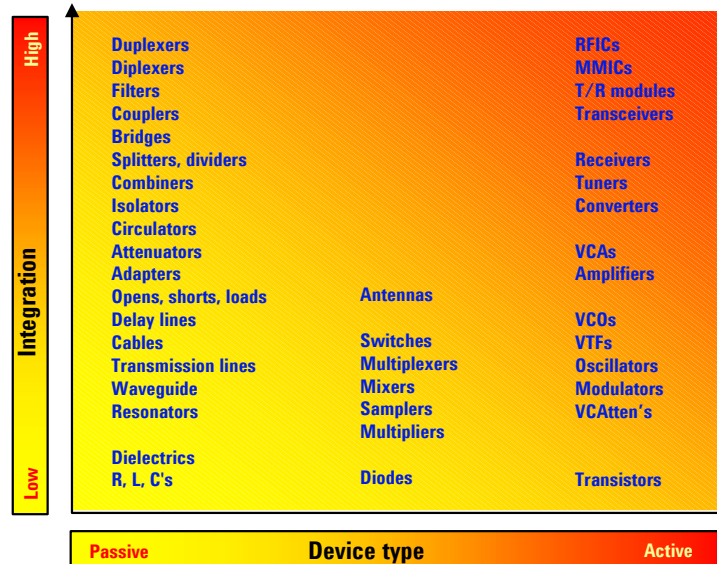 High
Integration
Low
Duplexers
Diplexers
Filters
Couplers
Bridges
Splitters, dividers
Combiners
Isolators
Circulators
Attenuators
Adapters
Opens, shorts, loads
Delay lines
Cables
Transmission lines
Waveguide
Resonators
Dielectrics
R, L, C's
Antennas
Switches
Multiplexers
Mixers
Samplers
Multipliers
Diodes
RFICs
MMICs
T/R modules
Transceivers
Receivers
Tuners
Converters
VCAs
Amplifiers
VCOs
VTFs
Oscillators
Modulators
VCAtten's
Transistors
Passive
Device type
Active